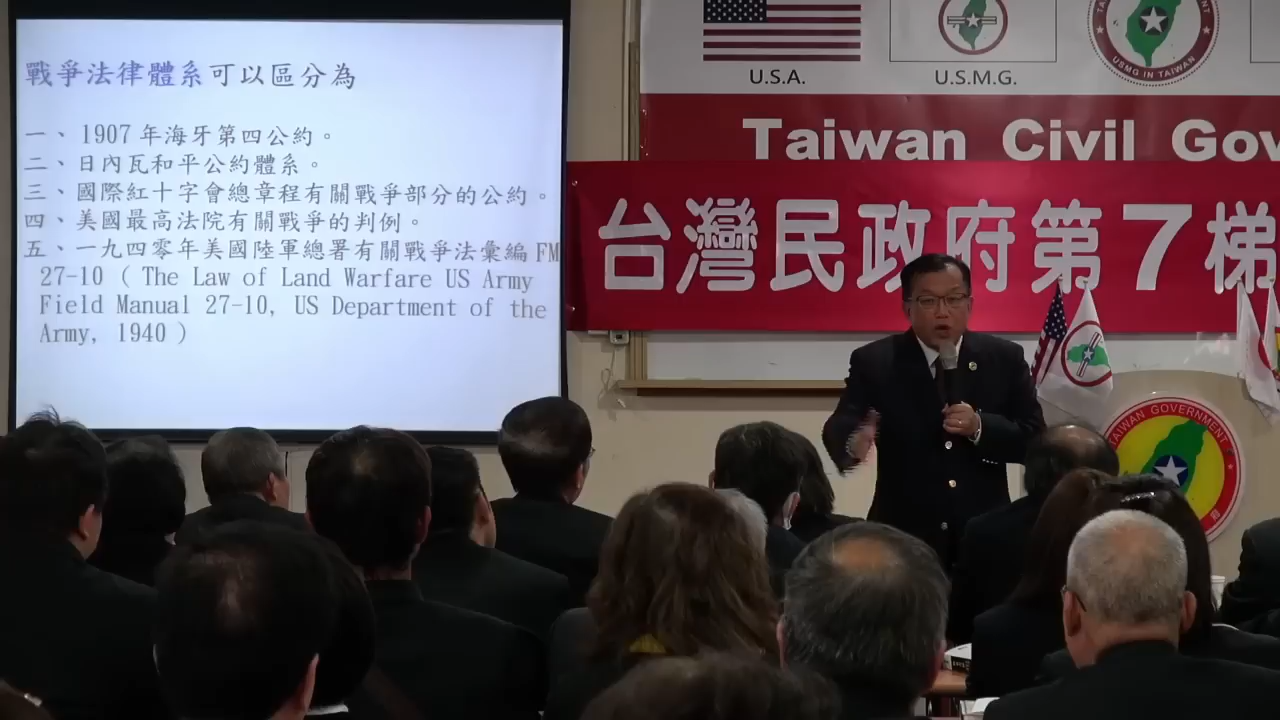 戰爭法律體系可以區分為
一、1907年海牙第四公約。
二、日內瓦和平公約體系。
三、國際紅十字會總章程有關戰爭部分的公約。
四、美國最高法院有關戰爭的判例。
五、一九四零年美國陸軍總署有關戰爭法彙編 FM
27-10 ( The Law of Land Warfare US Army
Field Manual 27-10, US Department of the
Army, 1940 )
U.S.A.
U.S.M.G.
USMG IN TAIWAN
Taiwan Civil Gov
台灣民政府第7梯
TAIWAN GOVERNMENT